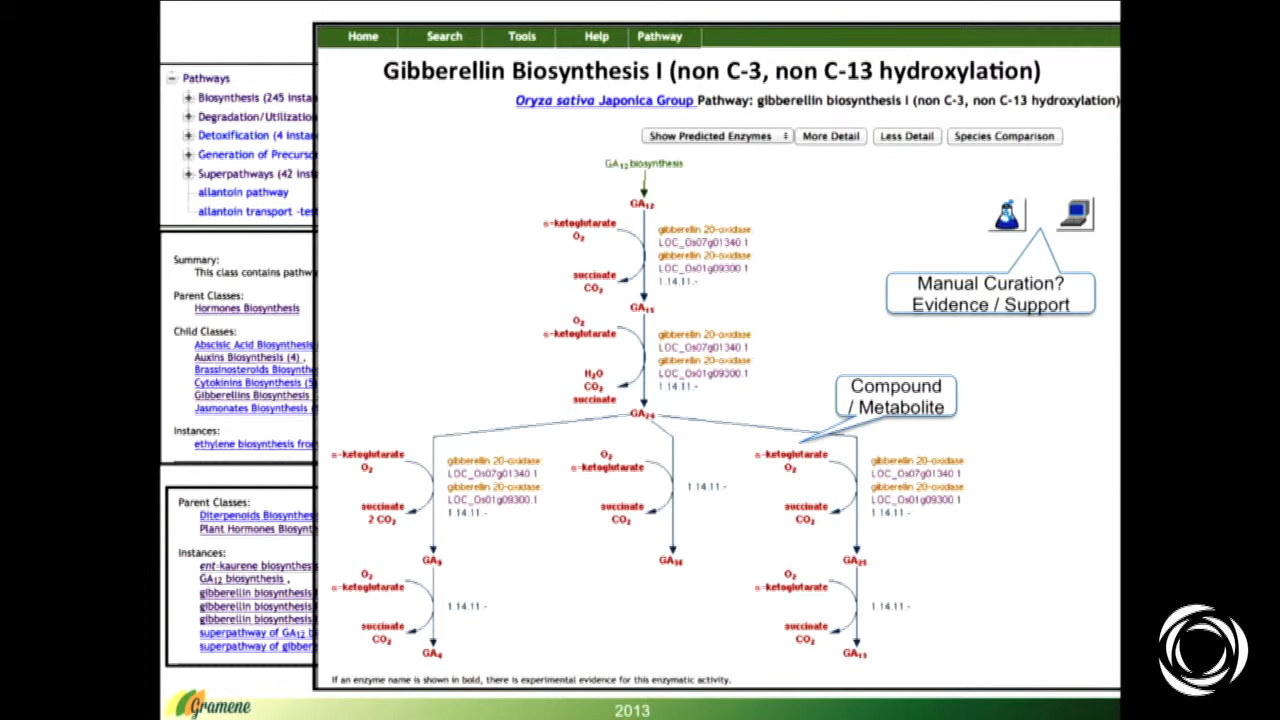 Home
Search
Tools
Help
Pathway
Gibberellin Biosynthesis I (non C-3, non C-13 hydroxylation)
Oryza sativa Japonica Group Pathway: gibberellin biosynthesis I (non C-3, non C-13 hydroxylation)
Show Predicted Enzymes
More Detail
Less Detail
Species Comparison
Pathways
Biosynthesis (245 insta
Degradation/Utilizatio
Detoxification (4 instan
Generation of Precurso
Superpathways (42 inst
allantoin pathway
allantoin transport -tes
Summary:
This class contains pathw
Parent Classes:
Hormones Biosynthesis
Child Classes:
Abscisic Acid Biosynthesis
Auxins Biosynthesis (4) ,
Brassinosteroids Biosynthe
Cytokinins Biosynthesis (5
Gibberellins Biosynthesis
Jasmonates Biosynthesis (
Instances:
ethylene biosynthesis from
Parent Classes:
Diterpenoids Biosynthes
Plant Hormones Biosynt
Instances:
ent-kaurene biosynthes
GA12 biosynthesis ,
gibberellin biosynthesis I
gibberellin biosynthesis I
gibberellin biosynthesis I
superpathway of GA12 b
superpathway of gibber
GA12 biosynthesis
GA12
α-ketoglutarate
O2
succinate
CO2
gibberellin 20-oxidase
LOC_Os07g01340.1
gibberellin 20-oxidase
LOC_Os01g09300.1
1.14.11.-
GA15
O2
α-ketoglutarate
H2O
CO2
succinate
gibberellin 20-oxidase
LOC_Os07g01340.1
gibberellin 20-oxidase
LOC_Os01g09300.1
1.14.11.-
GA24
Manual Curation?
Evidence / Support
Compound
/ Metabolite
α-ketoglutarate
O2
succinate
2 CO2
gibberellin 20-oxidase:
LOC_Os07g01340.1
gibberellin 20-oxidase:
LOC_Os01g09300.1
1.14.11.-
GA9
O2
α-ketoglutarate
succinate
CO2
1.14.11.-
GA36
α-ketoglutarate
O2
succinate
CO2
gibberellin 20-oxidase
LOC_Os07g01340.1
gibberellin 20-oxidase
LOC_Os01g09300.1
1.14.11.-
GA25
O2
α-ketoglutarate
succinate
CO2
1.14.11.-
GA4
O2
α-ketoglutarate
succinate
CO2
1.14.11.-
GA13
If an enzyme name is shown in bold, there is experimental evidence for this enzymatic activity.
Gramene
2013